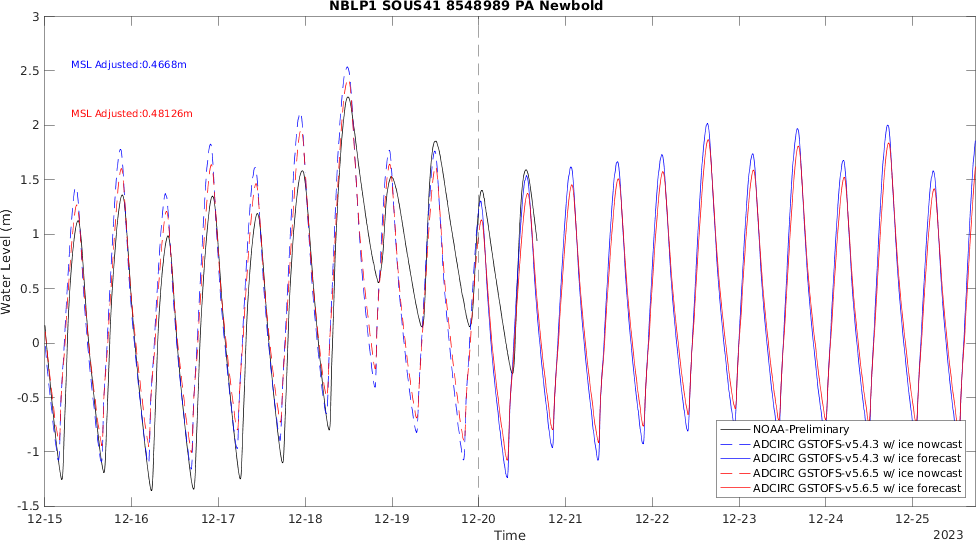 NBLP1 SOUS41 8548989 PA Newbold
3
2.5
2
1.5
1
0.5
0
-0.5
-1
-1.5
Water Level (m)
MSL Adjusted:0.4668m
MSL Adjusted:0.48126m
NOAA-Preliminary
ADCIRC GSTOFS-v5.4.3 w/ ice nowcast
ADCIRC GSTOFS-v5.4.3 w/ ice forecast
ADCIRC GSTOFS-v5.6.5 w/ ice nowcast
ADCIRC GSTOFS-v5.6.5 w/ ice forecast
12-15 12-16 12-17 12-18 12-19 12-20 12-21 12-22 12-23 12-24 12-25
Time
2023